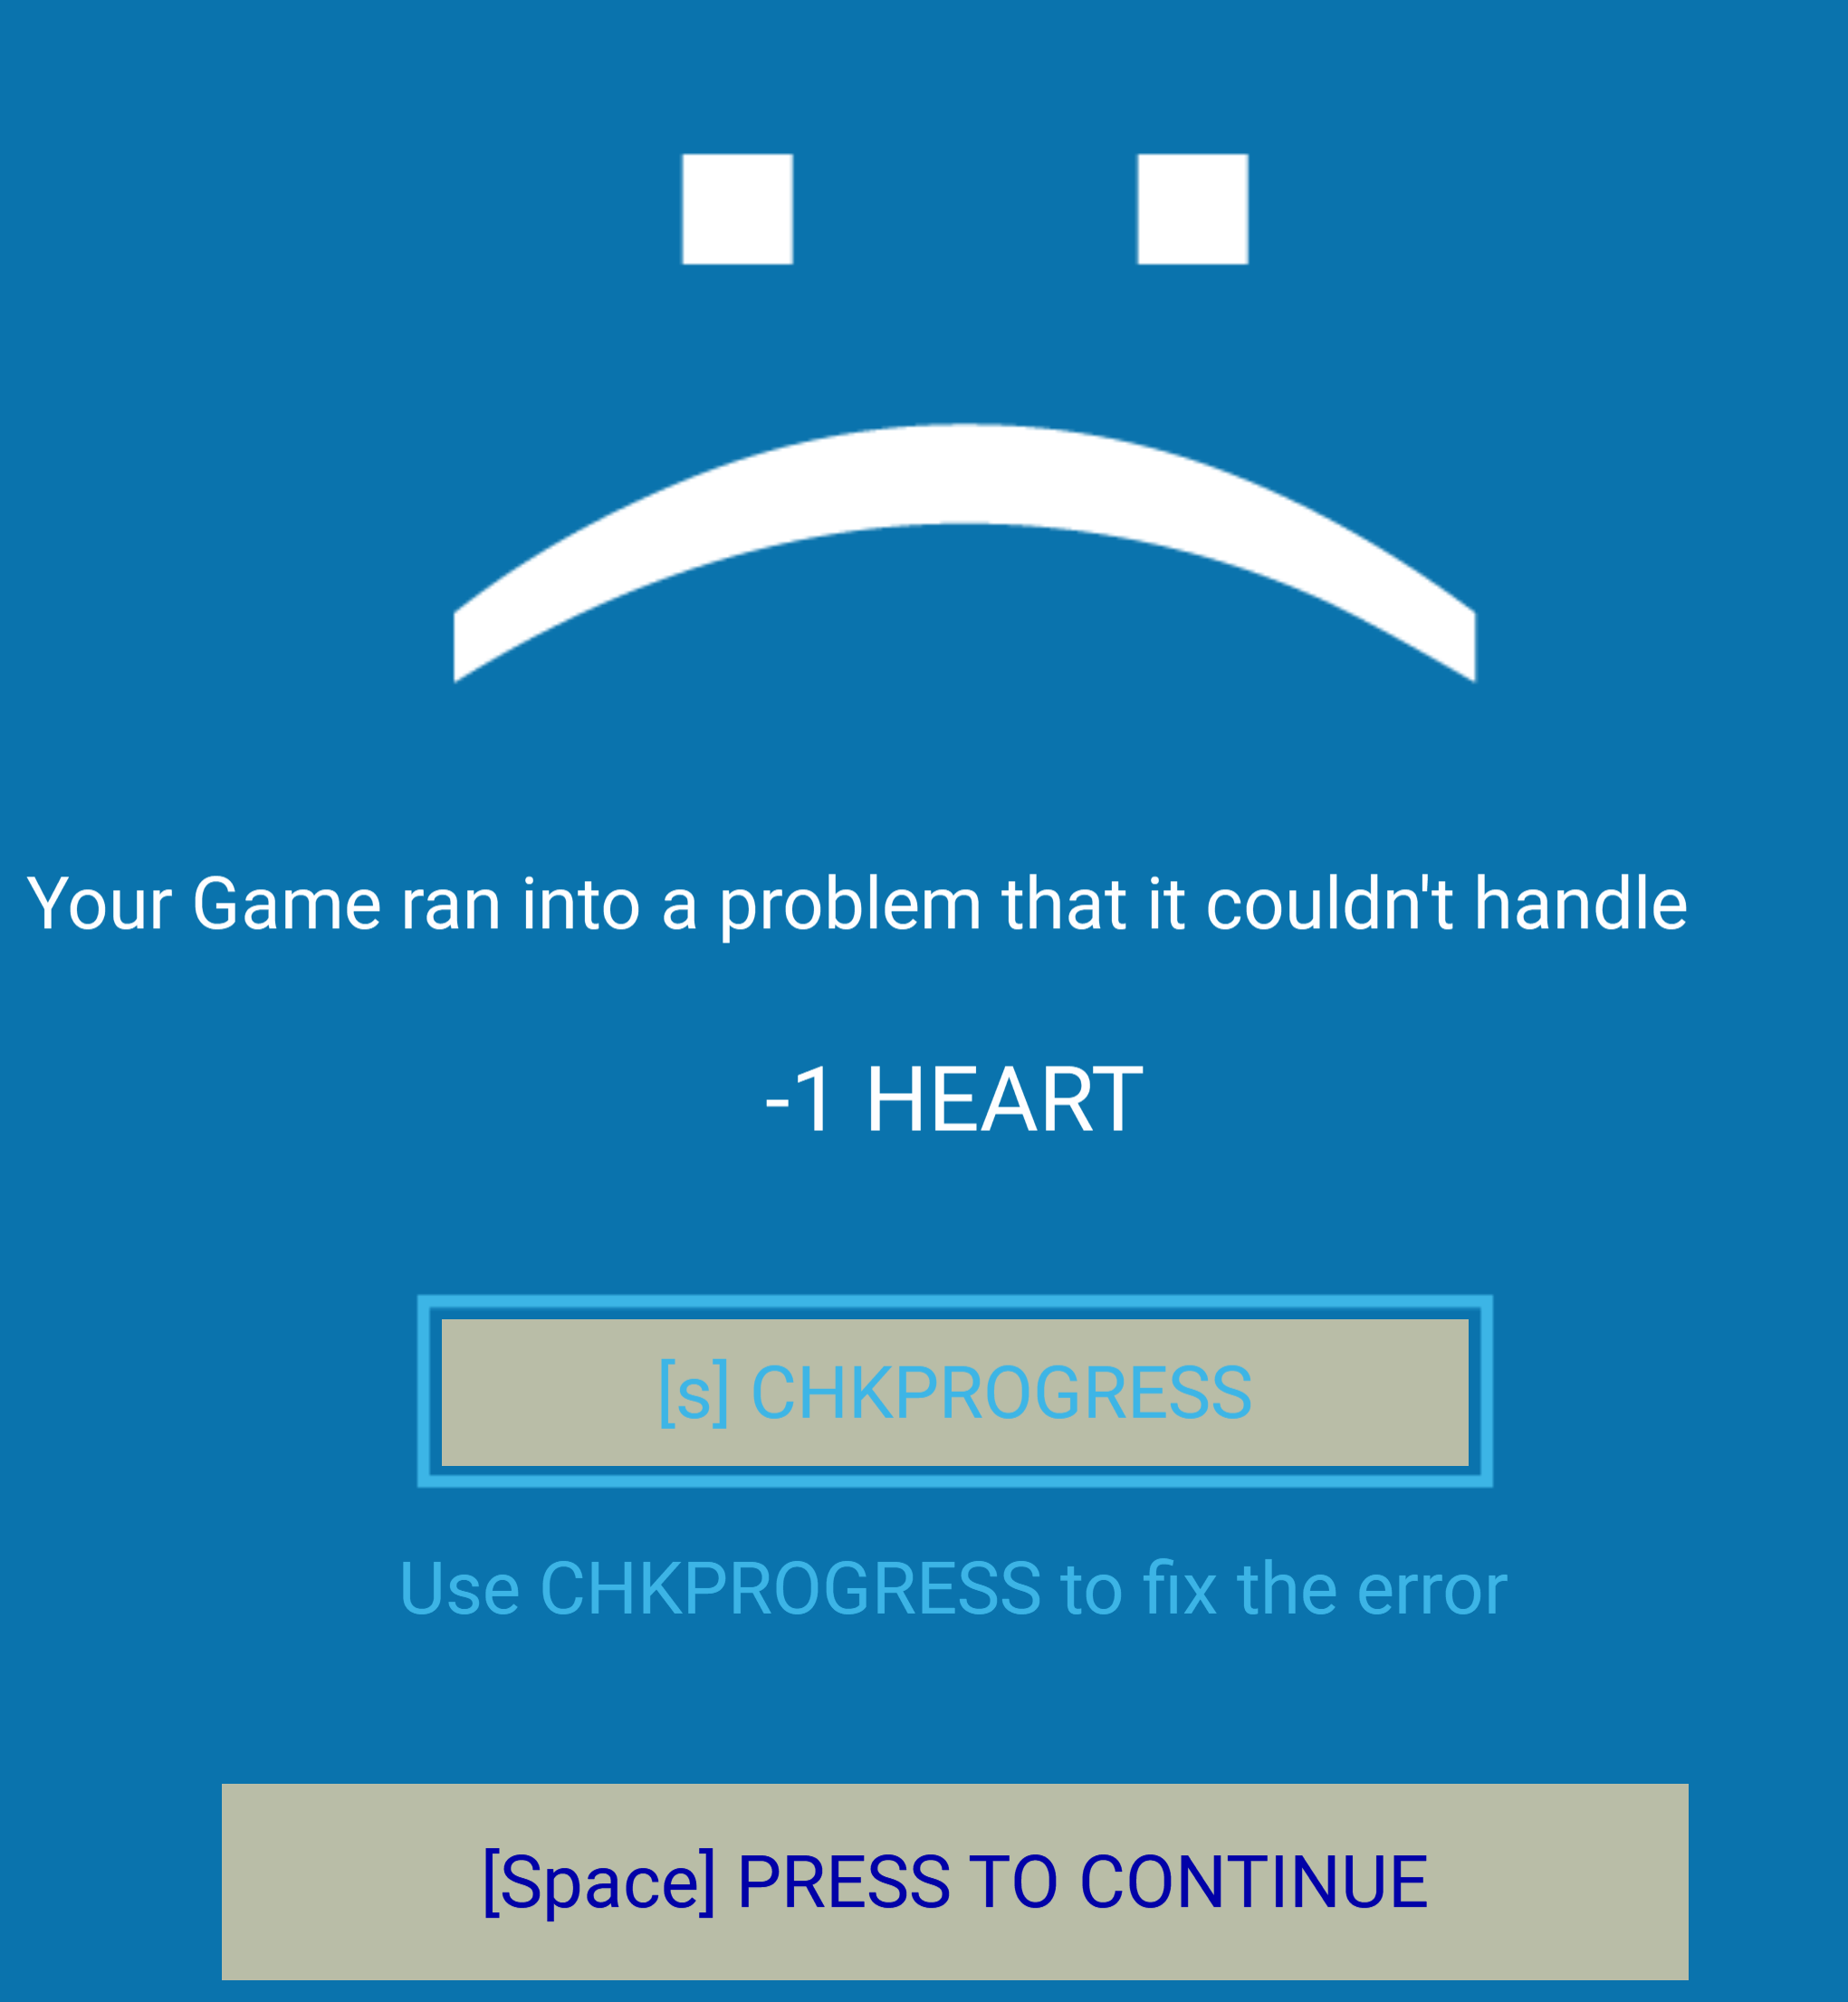 Your Game ran into a problem that it couldn't handle
-1 HEART
[s] CHKPROGRESS
Use CHKPROGRESS to fix the error
[Space] PRESS TO CONTINUE